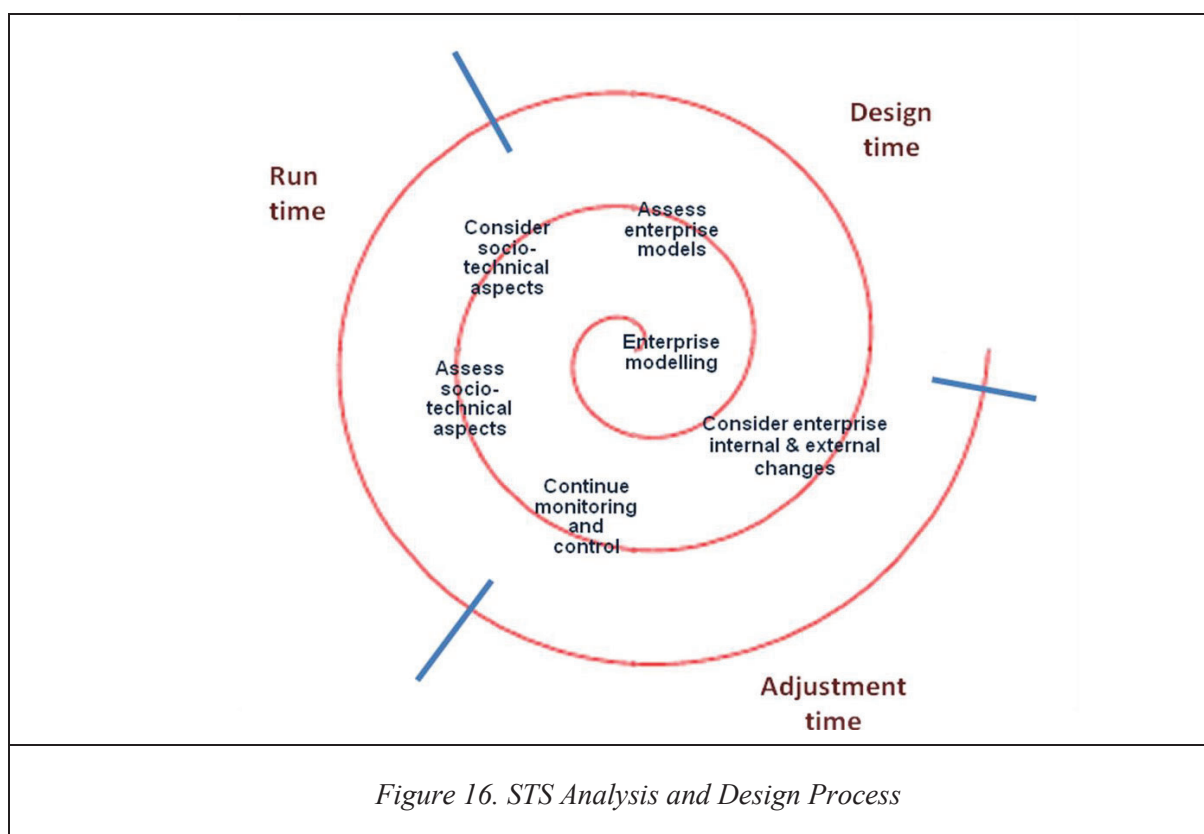 Design
time
Run
time
Assess
enterprise
models
Consider
socio-
technical
aspects
Enterprise
modelling
Assess
socio-
technical
aspects
Consider enterprise
internal & external
changes
Continue
monitoring
and
control
Adjustment
time
Figure 16. STS Analysis and Design Process